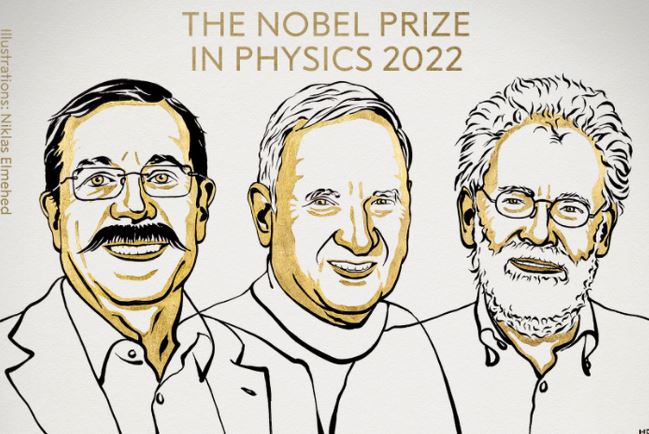 THE NOBEL PRIZE
IN PHYSICS 2022
Illustrations: Niklas Elmehed